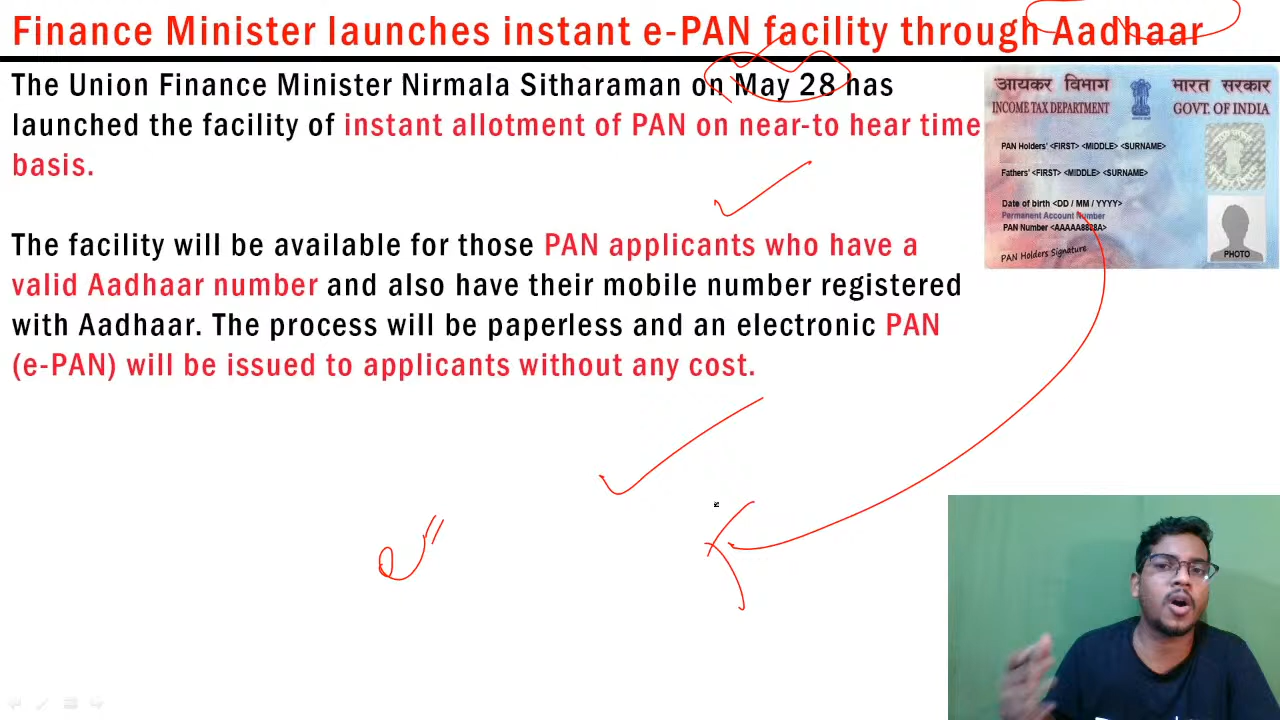 Finance Minister launches instant e-PAN facility through Aadhaar
The Union Finance Minister Nirmala Sitharaman on May 28 has
launched the facility of instant allotment of PAN on near-to hear time
basis.
The facility will be available for those PAN applicants who have a
valid Aadhaar number and also have their mobile number registered
with Aadhaar. The process will be paperless and an electronic PAN
(e-PAN) will be issued to applicants without any cost.
आयकर विभाग
INCOME TAX DEPARTMENT
भारत सरकार
GOVT. OF INDIA
PAN Holders' <FIRST> <MIDDLE> <SURNAME>
Fathers' <FIRST> <MIDDLE> <SURNAME>
Date of birth <DD / MM / YYYY>
Permanent Account Number
PAN Number <AAAAA8828A>
PAN Holders Signature
PHOTO
e